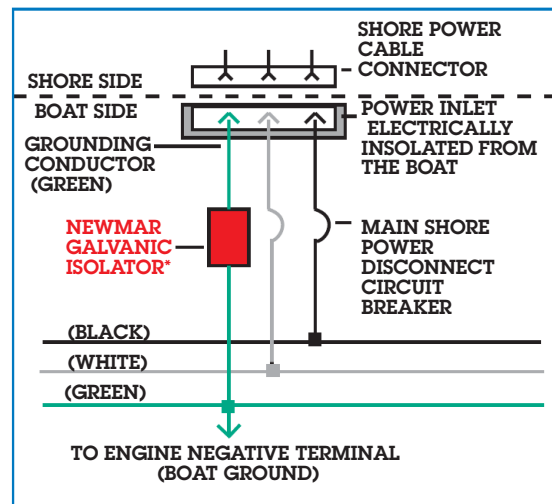 SHORE POWER
CABLE
CONNECTOR
SHORE SIDE
BOAT SIDE
POWER INLET
ELECTRICALLY
INSOLATED FROM
THE BOAT
GROUNDING
CONDUCTOR
(GREEN)
NEWMAR
GALVANIC
ISOLATOR*
MAIN SHORE
POWER
DISCONNECT
CIRCUIT
BREAKER
(BLACK)
(WHITE)
(GREEN)
TO ENGINE NEGATIVE TERMINAL
(BOAT GROUND)